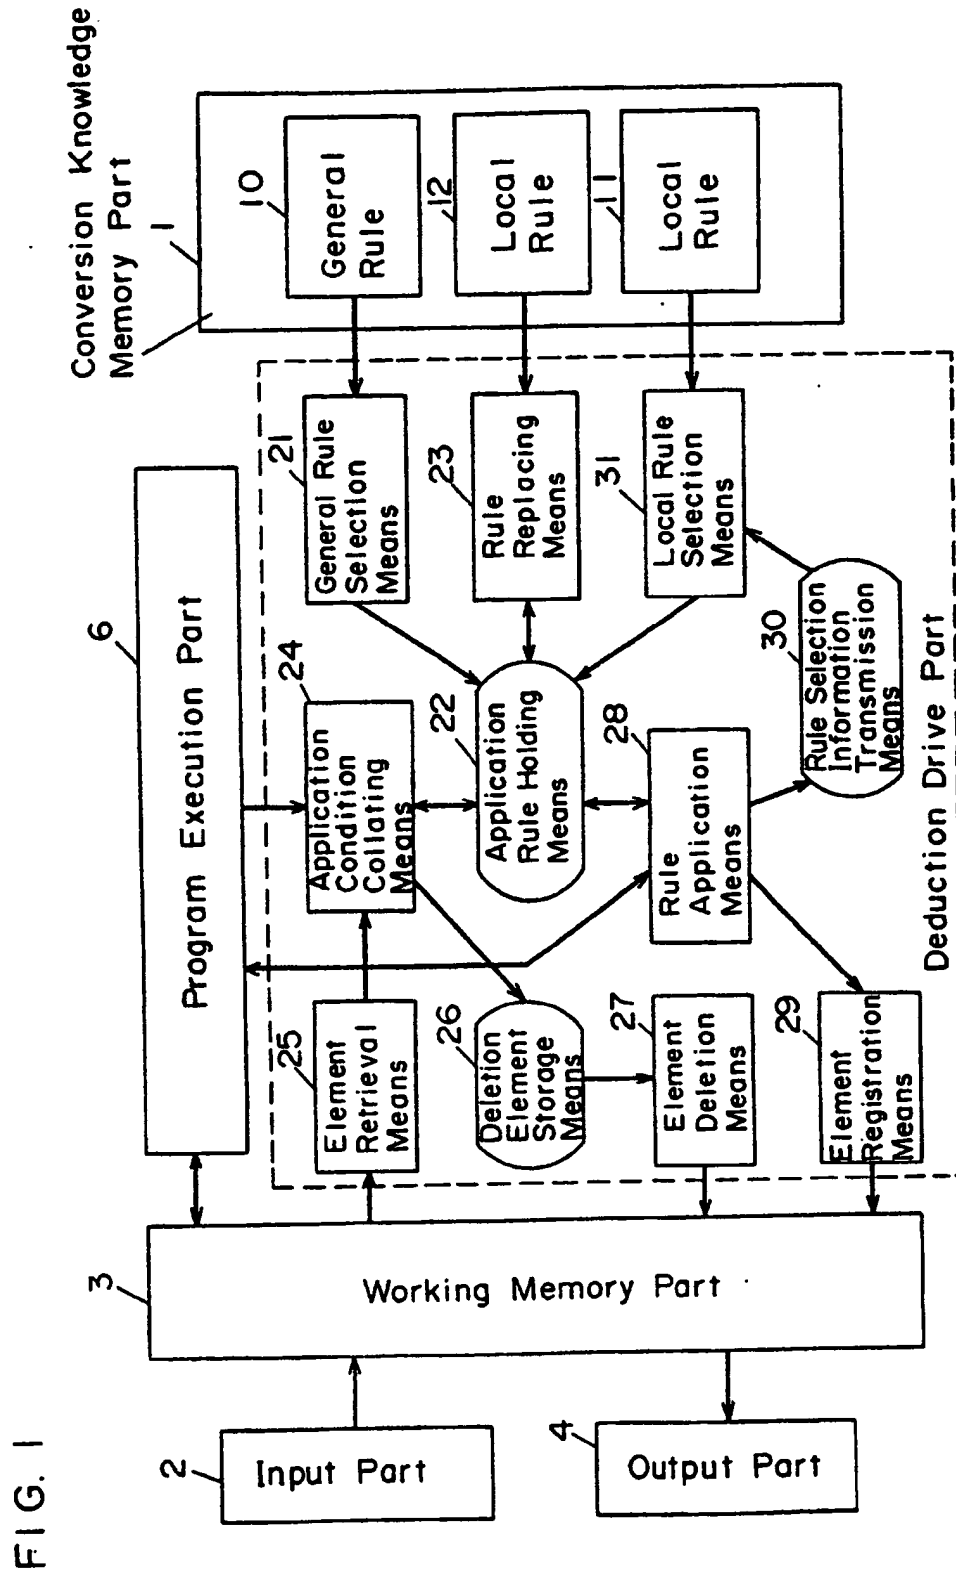 FIG. 1
Conversion Knowledge
Memory Part
1
6
Program Execution Part
10
General
Rule
12
Local
Rule
11
Local
Rule
21
General Rule
Selection
Means
23
Rule
Replacing
Means
31
Local Rule
Selection
Means
24
Application
Condition
Collating
Means
22
Application
Rule Holding
Means
28
Rule
Application
Means
30
Rule Selection
Information
Transmission
Means
25
Element
Retrieval
Means
26
Deletion
Element
Storage
Means
27
Element
Deletion
Means
29
Element
Registration
Means
Deduction Drive Part
3
Working Memory Part
2
Input Part
4
Output Part